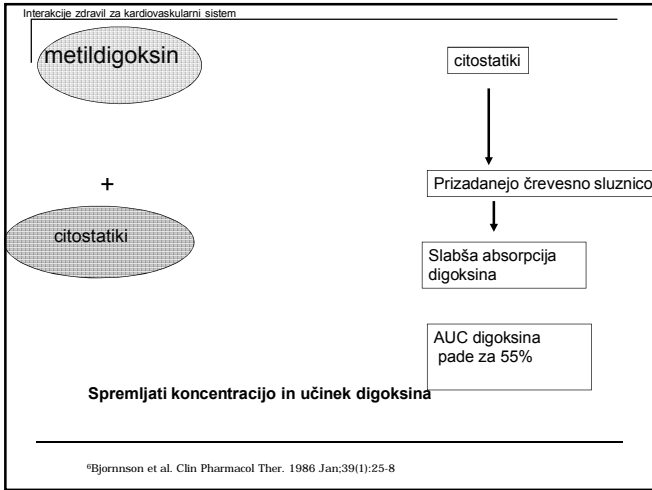 Interakcije zdravil za kardiovaskularni sistem
metildigoksin
+
citostatiki
citostatiki
Prizadanejo črevesno sluznico
Slabša absorpcija
digoksina
AUC digoksina
pade za 55%
Spremljati koncentracijo in učinek digoksina
⁶Bjornnson et al. Clin Pharmacol Ther. 1986 Jan;39(1):25-8